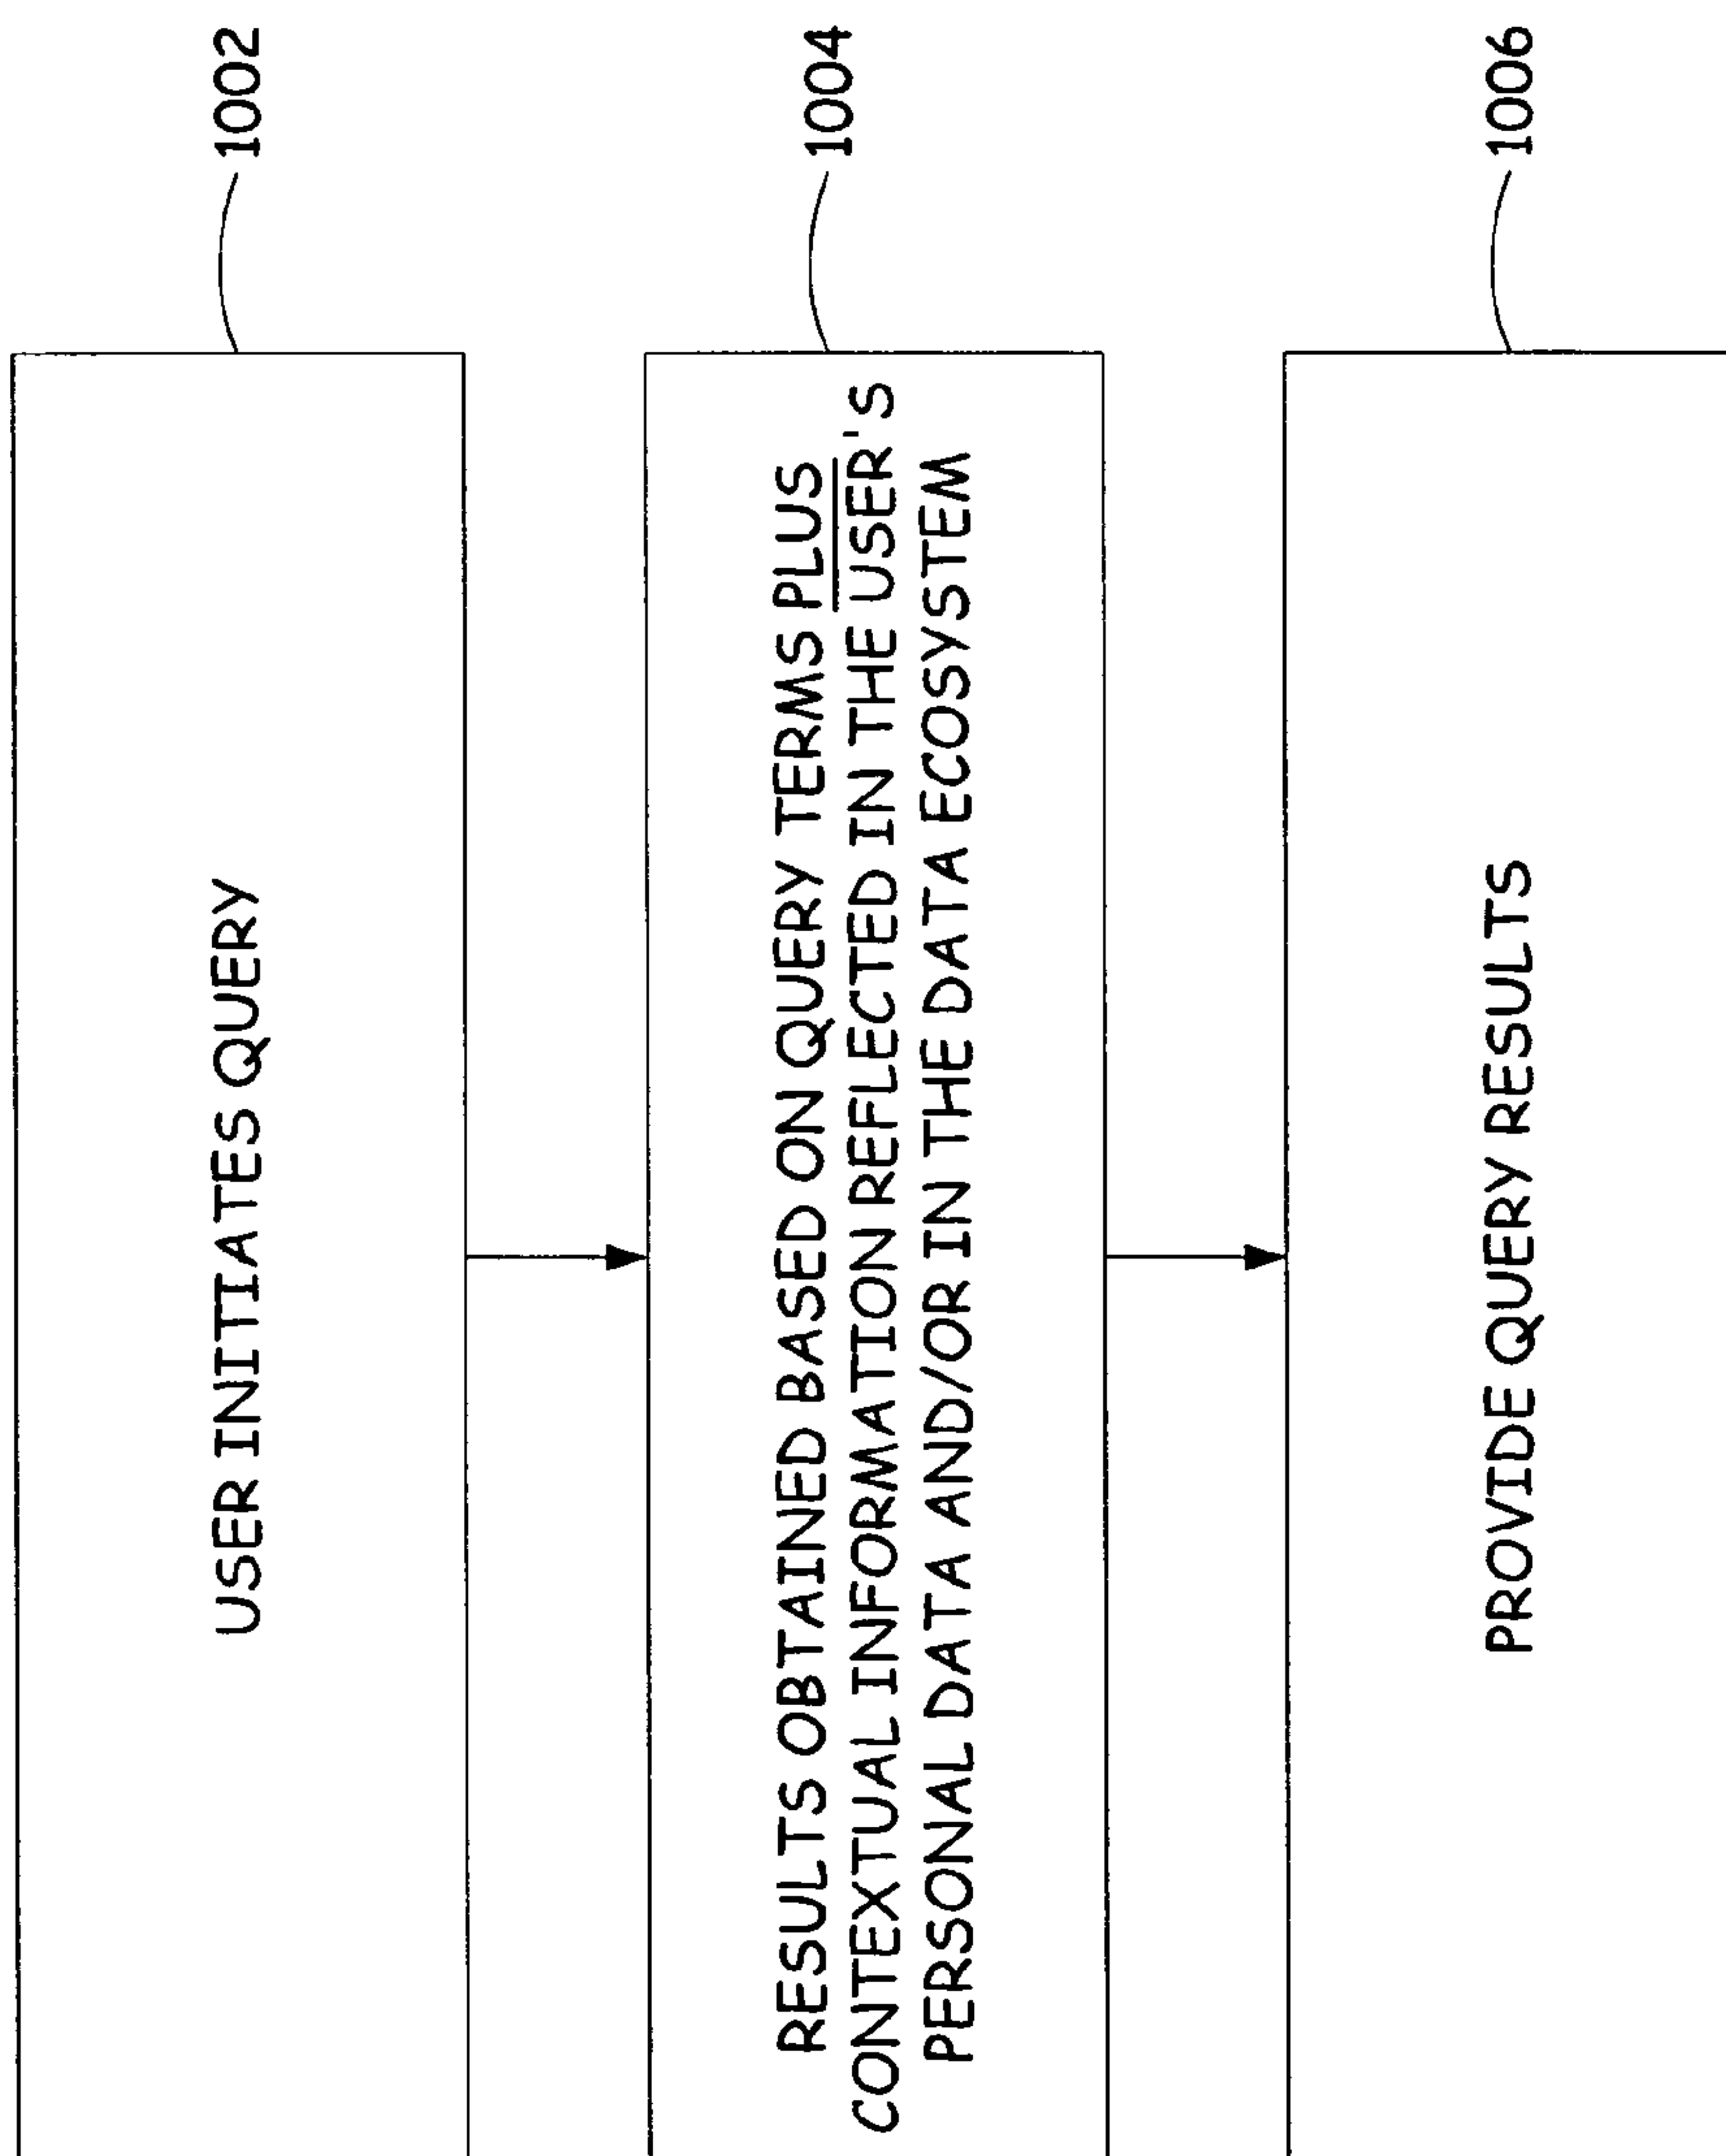 USER INITIATES QUERY
1002
RESULTS OBTAINED BASED ON QUERY TERMS PLUS
CONTEXTUAL INFORMATION REFLECTED IN THE USER'S
PERSONAL DATA AND/OR IN THE DATA ECOSYSTEM
1004
PROVIDE QUERY RESULTS
1006